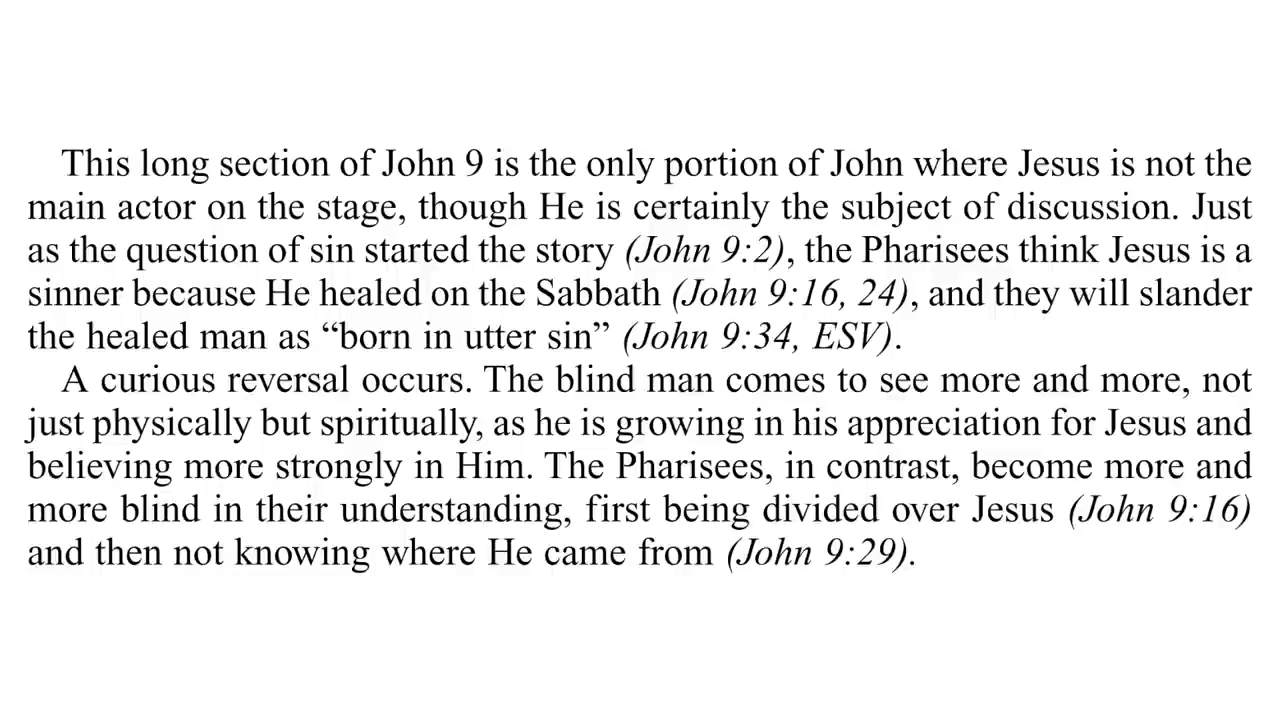 This long section of John 9 is the only portion of John where Jesus is not the
main actor on the stage, though He is certainly the subject of discussion. Just
as the question of sin started the story (John 9:2), the Pharisees think Jesus is a
sinner because He healed on the Sabbath (John 9:16, 24), and they will slander
the healed man as “born in utter sin” (John 9:34, ESV).
A curious reversal occurs. The blind man comes to see more and more, not
just physically but spiritually, as he is growing in his appreciation for Jesus and
believing more strongly in Him. The Pharisees, in contrast, become more and
more blind in their understanding, first being divided over Jesus (John 9:16)
and then not knowing where He came from (John 9:29).